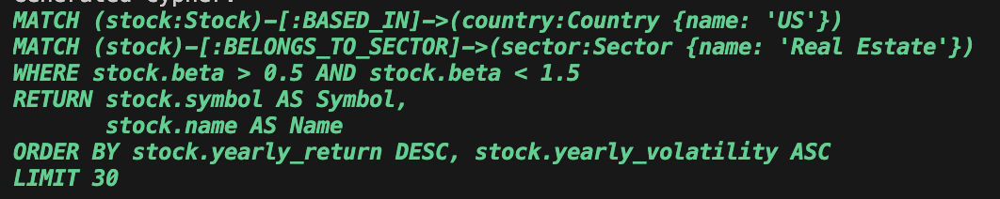 Generated Cypher:
MATCH (stock:Stock)-[:BASED_IN]->(country:Country {name: 'US'})
MATCH (stock)-[:BELONGS_TO_SECTOR]->(sector:Sector {name: 'Real Estate'})
WHERE stock.beta > 0.5 AND stock.beta < 1.5
RETURN stock.symbol AS Symbol,
       stock.name AS Name
ORDER BY stock.yearly_return DESC, stock.yearly_volatility ASC
LIMIT 30